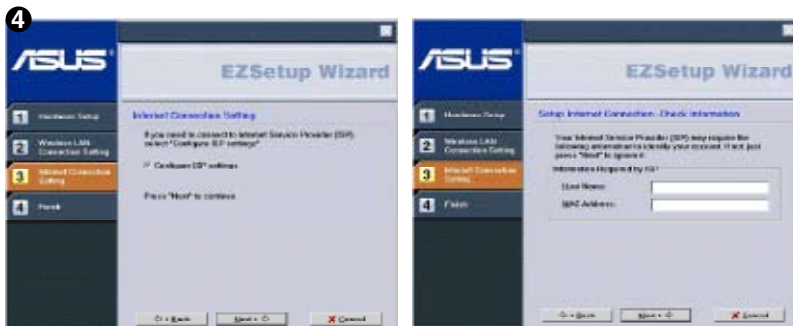 4
ASUS
EZSetup Wizard
1 Hardware Setup
2 Wireless LAN
Connection Setting
3 Internet Connection
Setting
4 Finish
Internet Connection Setting
If you need to connect to Internet Service Provider (ISP),
select "Configure ISP settings"
Configure ISP settings
Press "Next" to continue
< Back
Next >
Cancel
ASUS
EZSetup Wizard
1 Hardware Setup
2 Wireless LAN
Connection Setting
3 Internet Connection
Setting
4 Finish
Setup Internet Connection - Check Information
Your Internet Service Provider (ISP) may require the
following information to identify your account. If not, just
press "Next" to ignore it.
Information Required by ISP
Host Name:
MAC Address:
< Back
Next >
Cancel